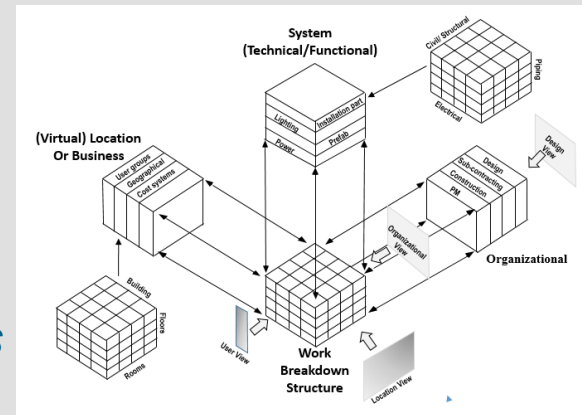 System
(Technical/Functional)
Civil/ Structural
Piping
Electrical
Lighting
Installation part
Power
Prefab
(Virtual) Location
Or Business
User groups
Geographical
Cost systems
Design
Sub-contracting
Construction
PM
Design
View
Organizational
Organizational
View
Building
Floors
Rooms
User View
Work
Breakdown
Structure
Location View
s